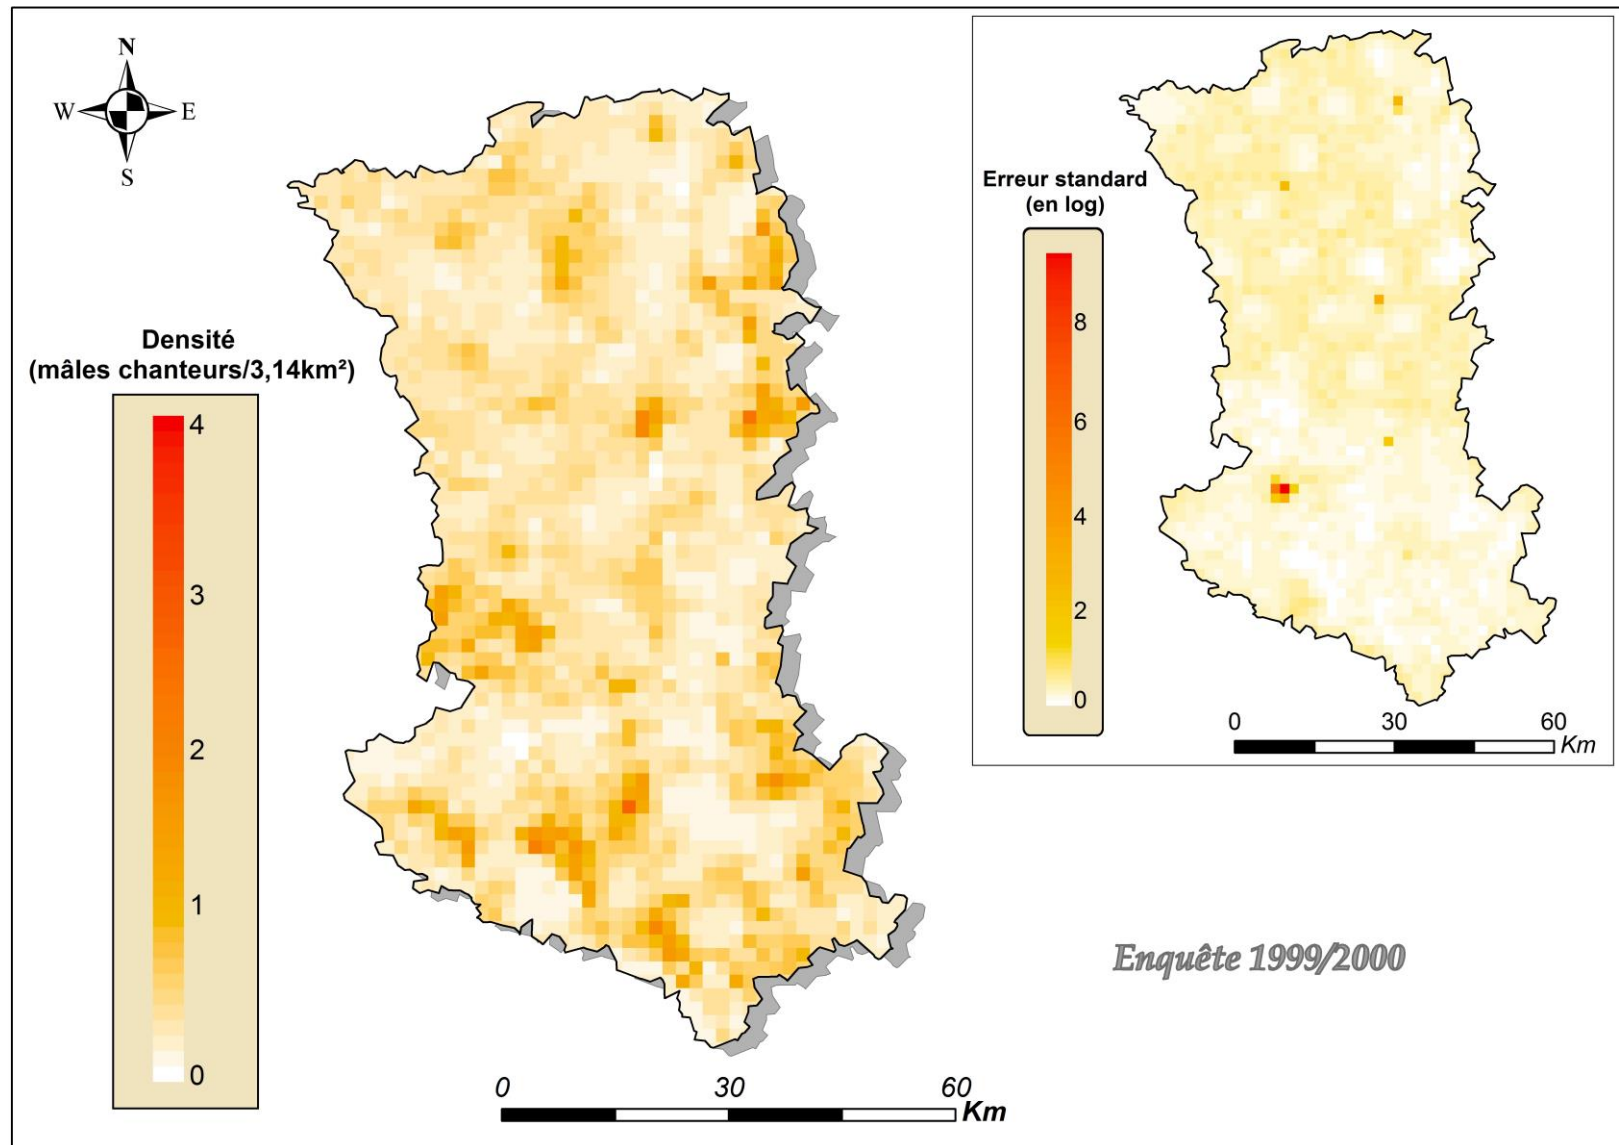 N
W E
S
Densité
(mâles chanteurs/3,14km²)
4
3
2
1
0
0 30 60
Km
Erreur standard
(en log)
8
6
4
2
0
0 30 60
Km
Enquête 1999/2000